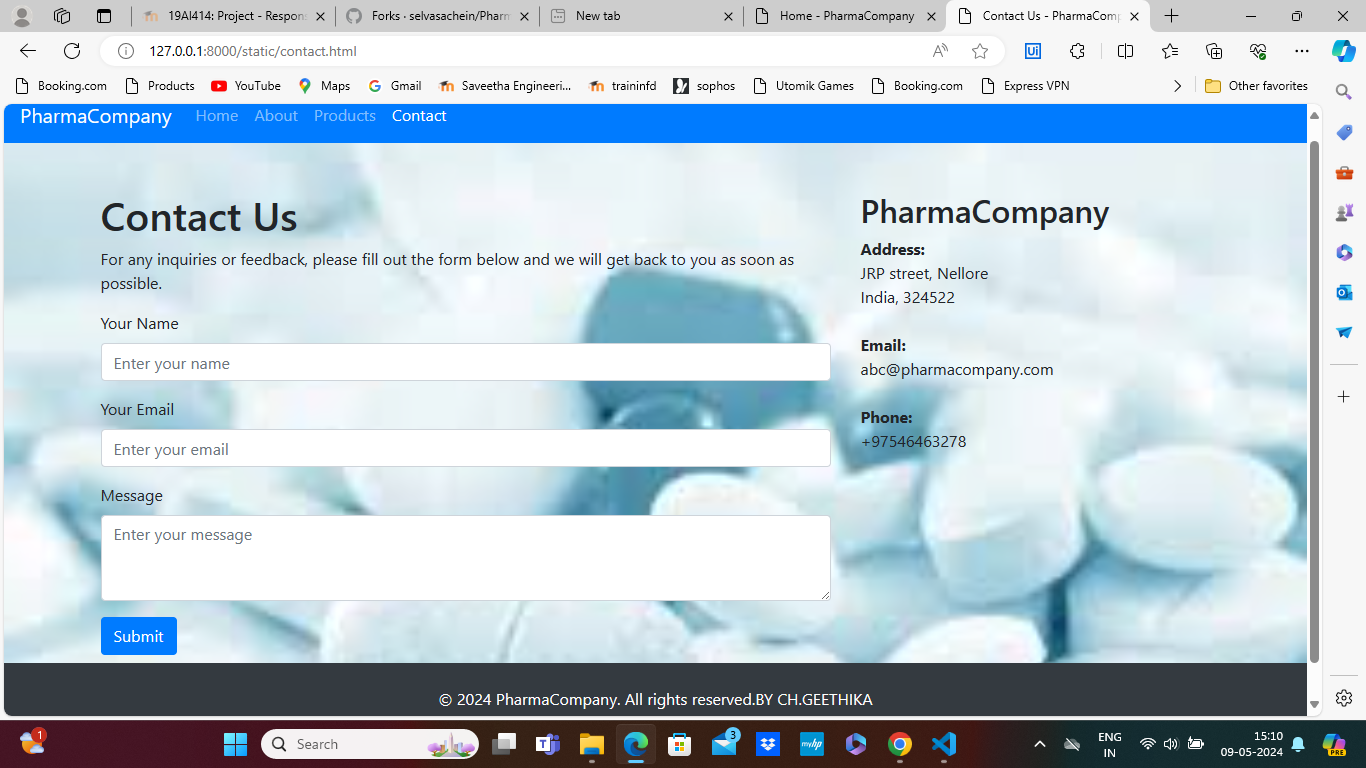 19AI414: Project - Respon
Forks · selvasachein/Pharm
New tab
Home - PharmaCompany
Contact Us - PharmaComp
127.0.0.1:8000/static/contact.html
Booking.com
Products
YouTube
Maps
Gmail
Saveetha Engineeri...
traininfd
sophos
Utomik Games
Booking.com
Express VPN
Other favorites
PharmaCompany Home About Products Contact
Contact Us
For any inquiries or feedback, please fill out the form below and we will get back to you as soon as
possible.
Your Name
Enter your name
Your Email
Enter your email
Message
Enter your message
Submit
PharmaCompany
Address:
JRP street, Nellore
India, 324522
Email:
abc@pharmacompany.com
Phone:
+97546463278
© 2024 PharmaCompany. All rights reserved.BY CH.GEETHIKA
1
Search
3
myhp
ENG
IN
15:10
09-05-2024
PRE